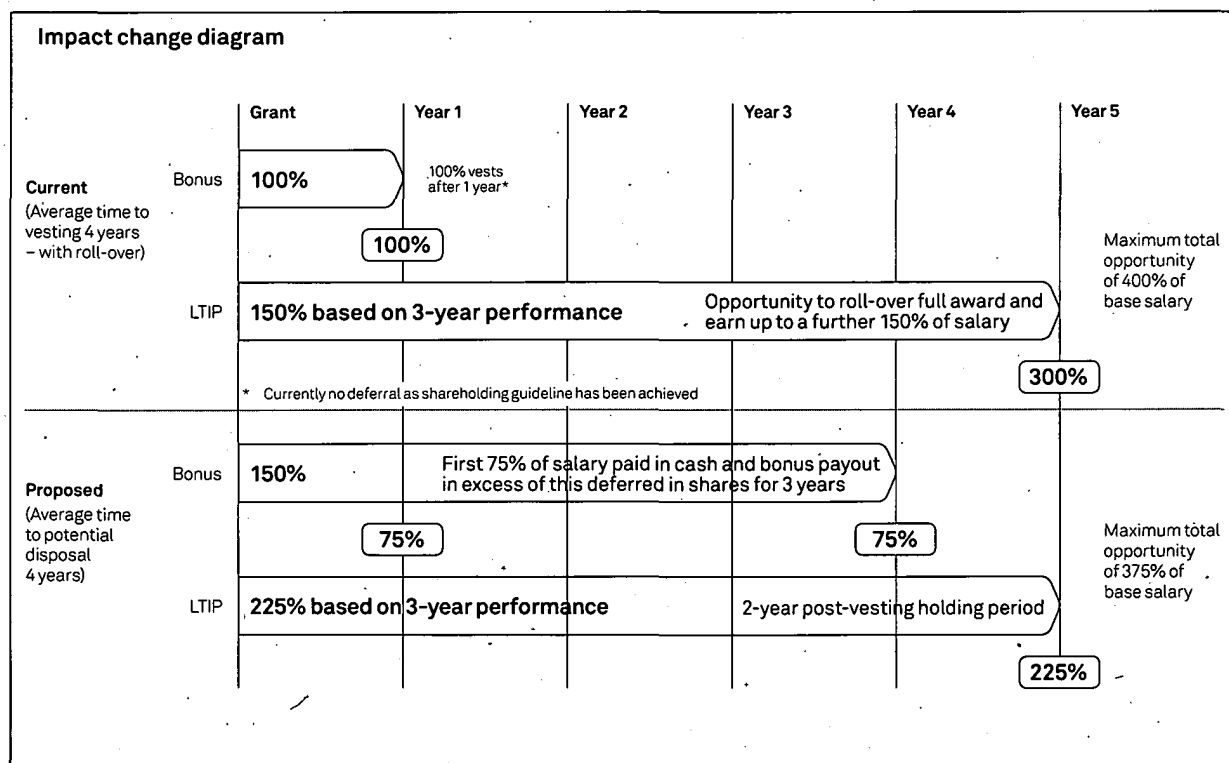 Impact change diagram
Grant
Year 1
Year 2
Year 3
Year 4
Year 5
Current
(Average time to
vesting 4 years
– with roll-over)
Bonus
100%
100% vests
after 1 year*
100%
LTIP
150% based on 3-year performance
Opportunity to roll-over full award and
earn up to a further 150% of salary
300%
Maximum total
opportunity
of 400% of
base salary
* Currently no deferral as shareholding guideline has been achieved
Proposed
(Average time
to potential
disposal
4 years)
Bonus
150%
First 75% of salary paid in cash and bonus payout
in excess of this deferred in shares for 3 years
75%
75%
LTIP
225% based on 3-year performance
2-year post-vesting holding period
225%
Maximum total
opportunity
of 375% of
base salary